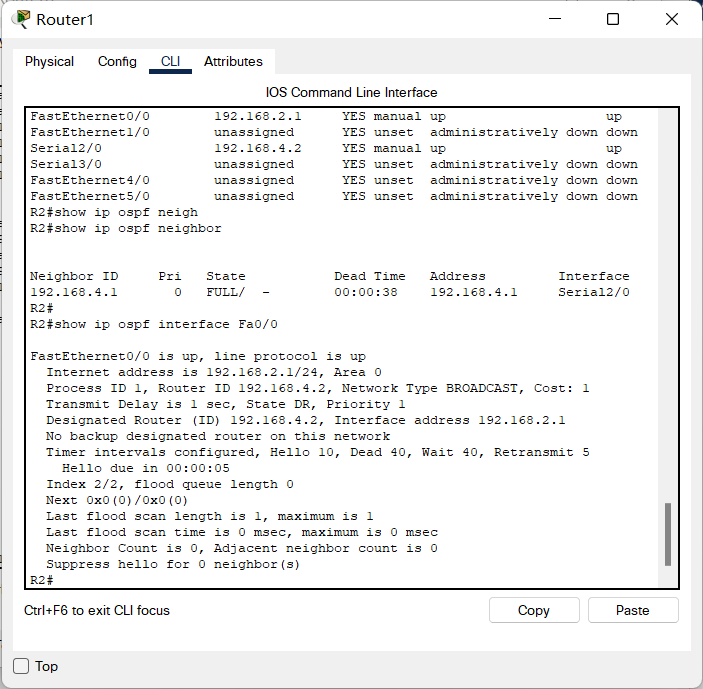 Router1
Physical Config CLI Attributes
IOS Command Line Interface
FastEthernet0/0 192.168.2.1 YES manual up up
FastEthernet1/0 unassigned YES unset administratively down down
Serial2/0 192.168.4.2 YES manual up up
Serial3/0 unassigned YES unset administratively down down
FastEthernet4/0 unassigned YES unset administratively down down
FastEthernet5/0 unassigned YES unset administratively down down
R2#show ip ospf neigh
R2#show ip ospf neighbor
Neighbor ID Pri State Dead Time Address Interface
192.168.4.1 0 FULL/ - 00:00:38 192.168.4.1 Serial2/0
R2#
R2#show ip ospf interface Fa0/0
FastEthernet0/0 is up, line protocol is up
Internet address is 192.168.2.1/24, Area 0
Process ID 1, Router ID 192.168.4.2, Network Type BROADCAST, Cost: 1
Transmit Delay is 1 sec, State DR, Priority 1
Designated Router (ID) 192.168.4.2, Interface address 192.168.2.1
No backup designated router on this network
Timer intervals configured, Hello 10, Dead 40, Wait 40, Retransmit 5
Hello due in 00:00:05
Index 2/2, flood queue length 0
Next 0x0(0)/0x0(0)
Last flood scan length is 1, maximum is 1
Last flood scan time is 0 msec, maximum is 0 msec
Neighbor Count is 0, Adjacent neighbor count is 0
Suppress hello for 0 neighbor(s)
R2#
Ctrl+F6 to exit CLI focus
Copy Paste
Top